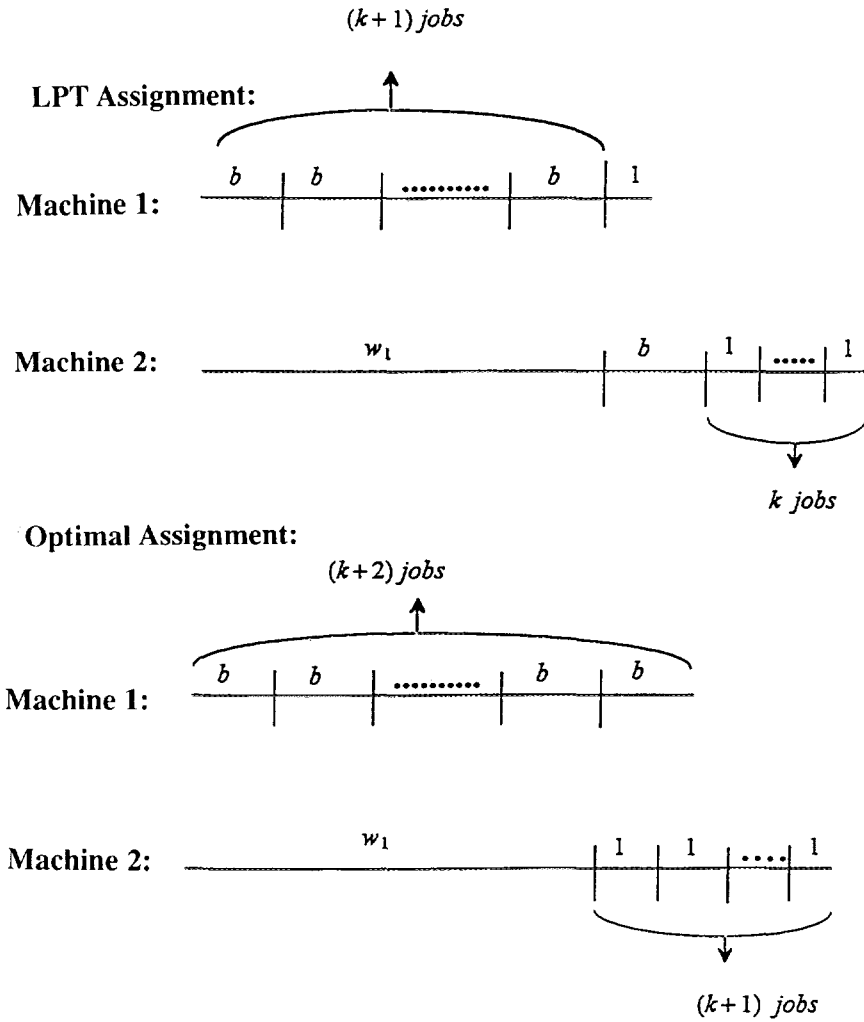 (k+1) jobs
LPT Assignment:
b b .......... b 1
Machine 1:
w₁ b 1 ..... 1
Machine 2:
k jobs
Optimal Assignment:
(k+2) jobs
b b .......... b b
Machine 1:
w₁ 1 1 .... 1
Machine 2:
(k+1) jobs